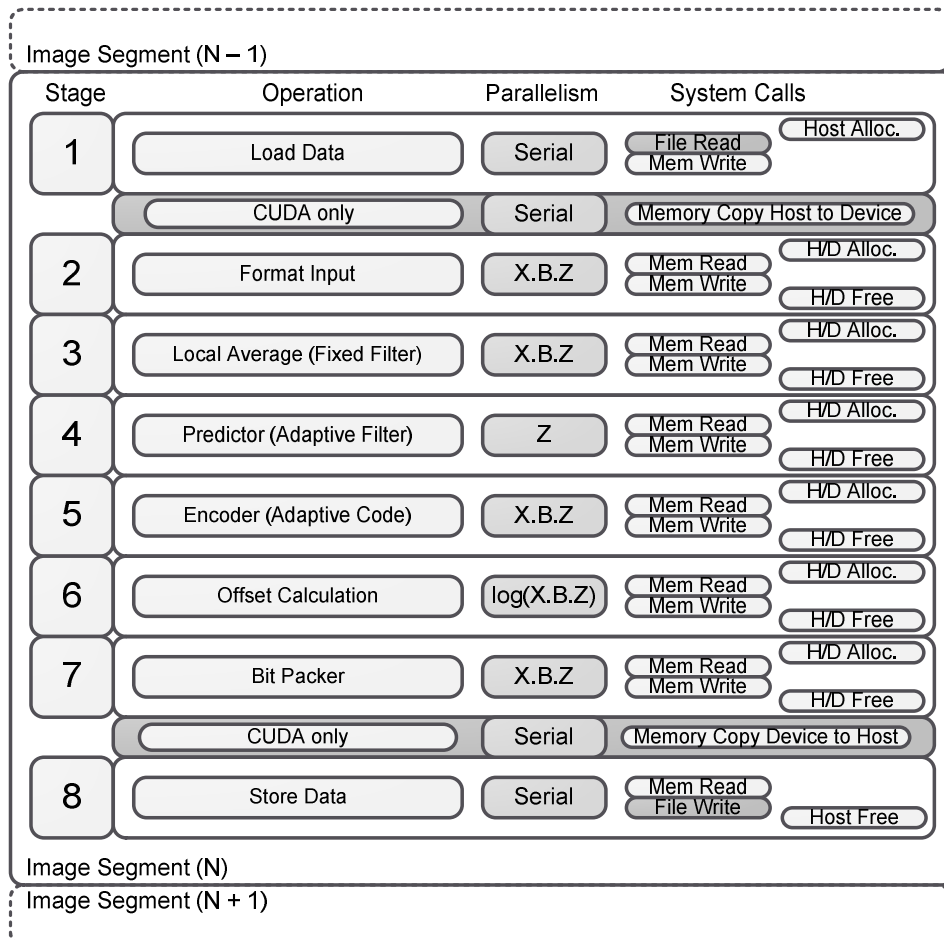 Image Segment (N – 1)
Stage Operation Parallelism System Calls
1 Load Data Serial File Read Mem Write Host Alloc.
CUDA only Serial Memory Copy Host to Device
2 Format Input X.B.Z Mem Read Mem Write H/D Alloc. H/D Free
3 Local Average (Fixed Filter) X.B.Z Mem Read Mem Write H/D Alloc. H/D Free
4 Predictor (Adaptive Filter) Z Mem Read Mem Write H/D Alloc. H/D Free
5 Encoder (Adaptive Code) X.B.Z Mem Read Mem Write H/D Alloc. H/D Free
6 Offset Calculation log(X.B.Z) Mem Read Mem Write H/D Alloc. H/D Free
7 Bit Packer X.B.Z Mem Read Mem Write H/D Alloc. H/D Free
CUDA only Serial Memory Copy Device to Host
8 Store Data Serial Mem Read File Write Host Free
Image Segment (N)
Image Segment (N + 1)